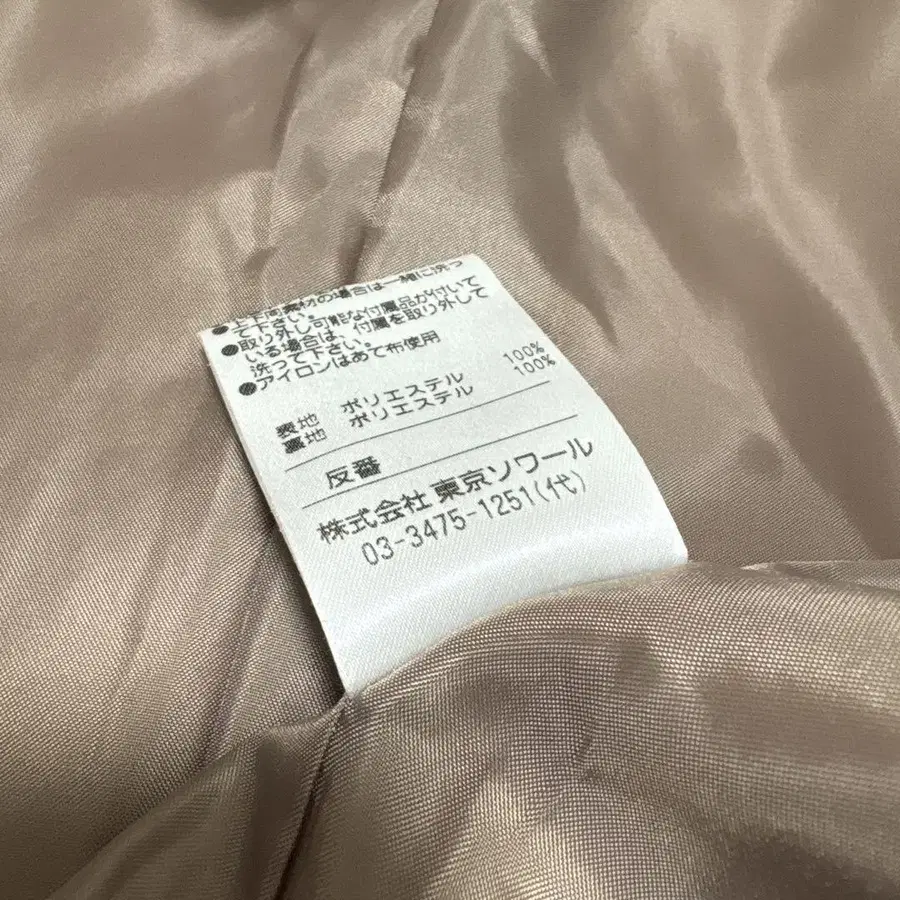 ●上下同素材の場合は一緒に洗っ
て下さい。
●取り外し可能な付属品が付いて
いる場合は、付属を取り外して
洗って下さい。
●アイロンはあて布使用
表地 ポリエステル 100%
裏地 ポリエステル 100%
反番
株式会社 東京ソワール
03-3475-1251(代)